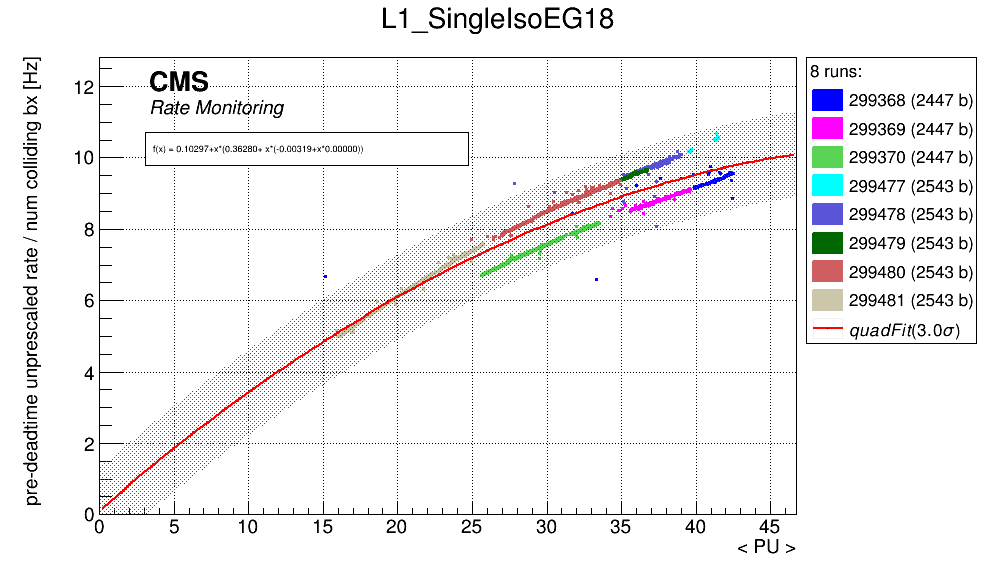 L1_SingleIsoEG18
pre-deadtime unprescaled rate / num colliding bx [Hz]
CMS
Rate Monitoring
f(x) = 0.10297+x*(0.36280+ x*(-0.00319+x*0.00000))
12
10
8
6
4
2
0
0 5 10 15 20 25 30 35 40 45
< PU >
8 runs:
299368 (2447 b)
299369 (2447 b)
299370 (2447 b)
299477 (2543 b)
299478 (2543 b)
299479 (2543 b)
299480 (2543 b)
299481 (2543 b)
quadFit(3.0σ)